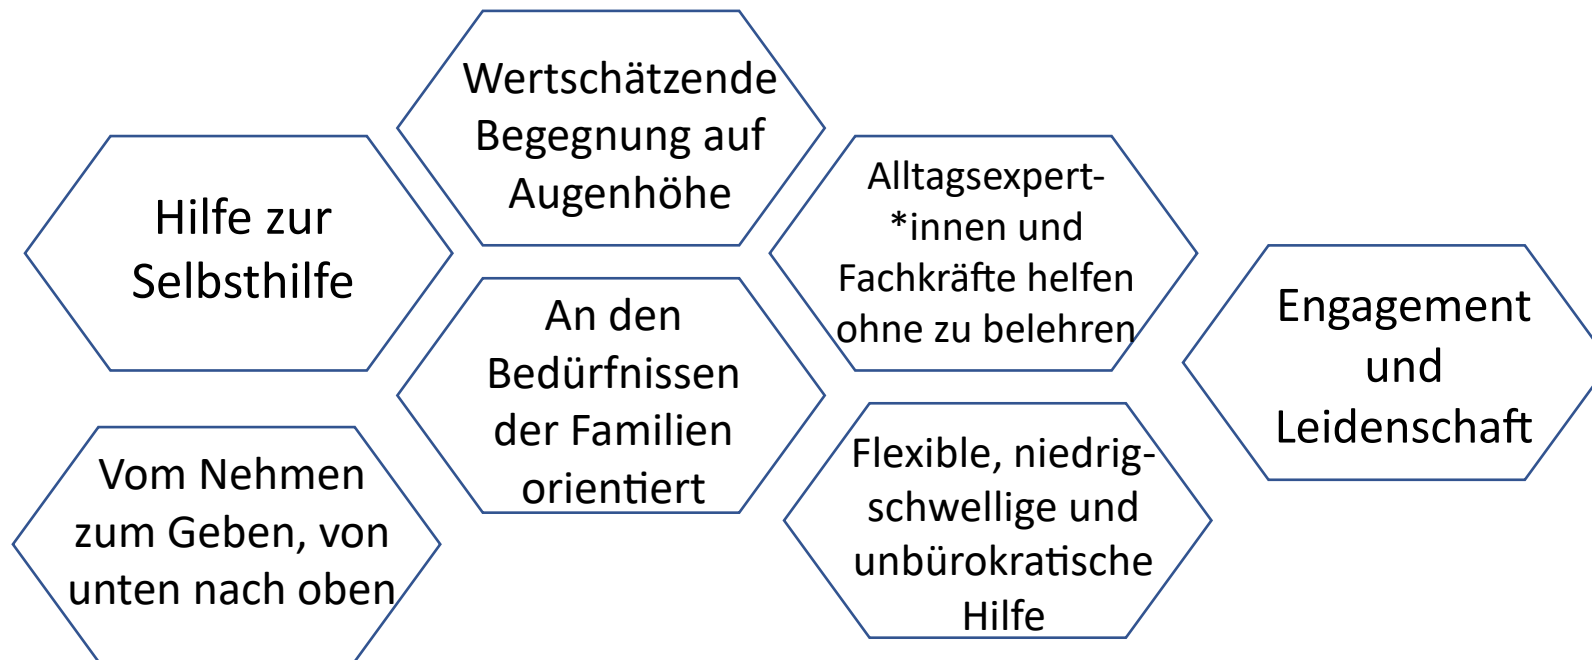 Wertschätzende
Begegnung auf
Augenhöhe
Hilfe zur
Selbsthilfe
Alltagsexpert-
*innen und
Fachkräfte helfen
ohne zu belehren
An den
Bedürfnissen
der Familien
orientiert
Engagement
und
Leidenschaft
Vom Nehmen
zum Geben, von
unten nach oben
Flexible, niedrig-
schwellige und
unbürokratische
Hilfe